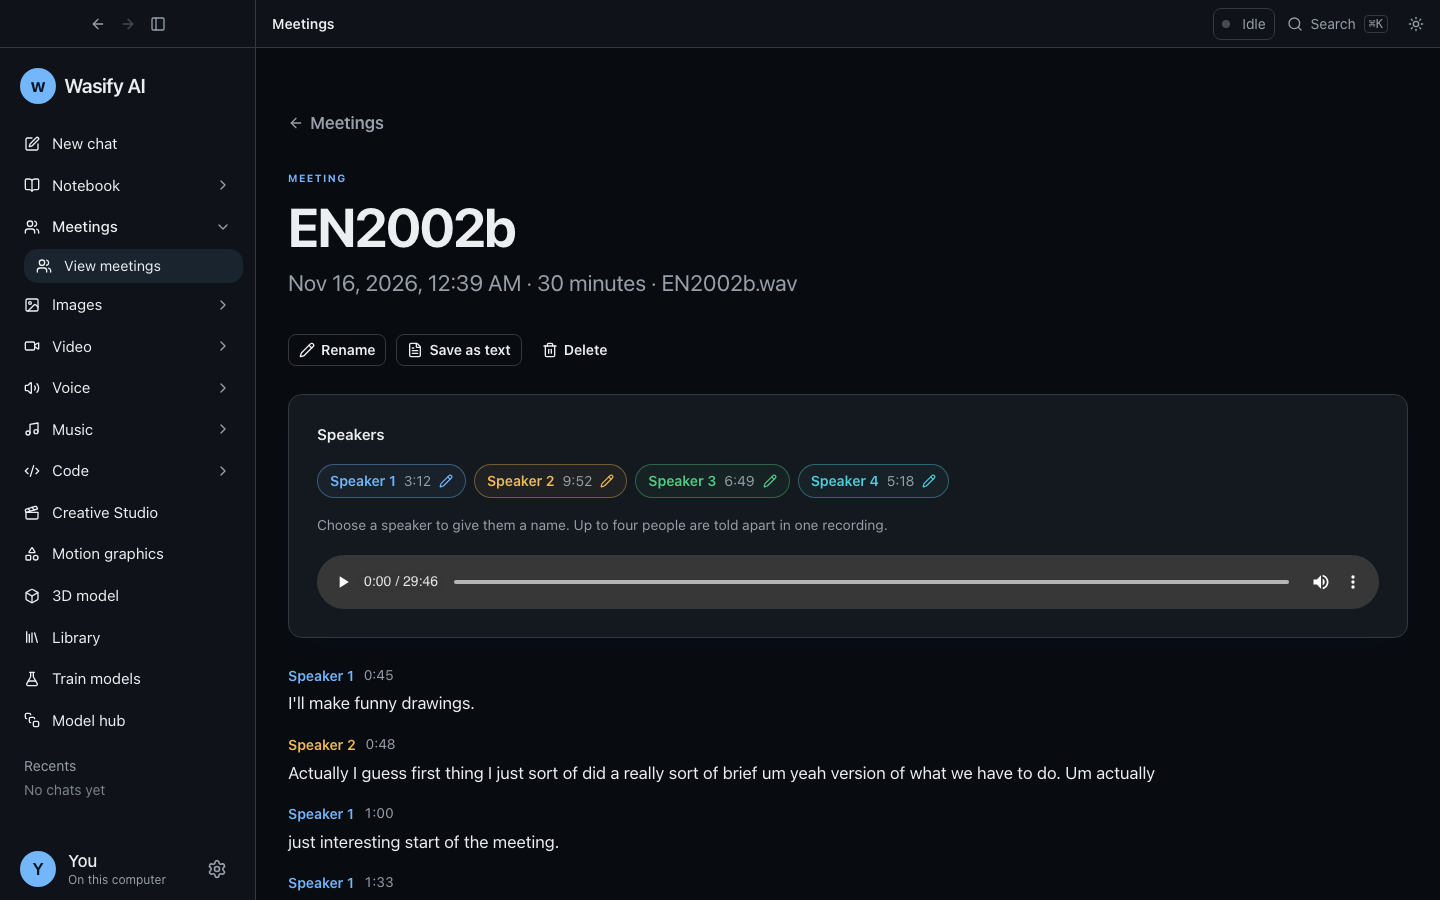 Meetings
Idle
Search ⌘K
w
Wasify AI
New chat
Notebook
Meetings
View meetings
Images
Video
Voice
Music
Code
Creative Studio
Motion graphics
3D model
Library
Train models
Model hub
Recents
No chats yet
Y
You
On this computer
Meetings
MEETING
EN2002b
Nov 16, 2026, 12:39 AM · 30 minutes · EN2002b.wav
Rename
Save as text
Delete
Speakers
Speaker 1 3:12
Speaker 2 9:52
Speaker 3 6:49
Speaker 4 5:18
Choose a speaker to give them a name. Up to four people are told apart in one recording.
0:00 / 29:46
Speaker 1 0:45
I'll make funny drawings.
Speaker 2 0:48
Actually I guess first thing I just sort of did a really sort of brief um yeah version of what we have to do. Um actually
Speaker 1 1:00
just interesting start of the meeting.
Speaker 1 1:33